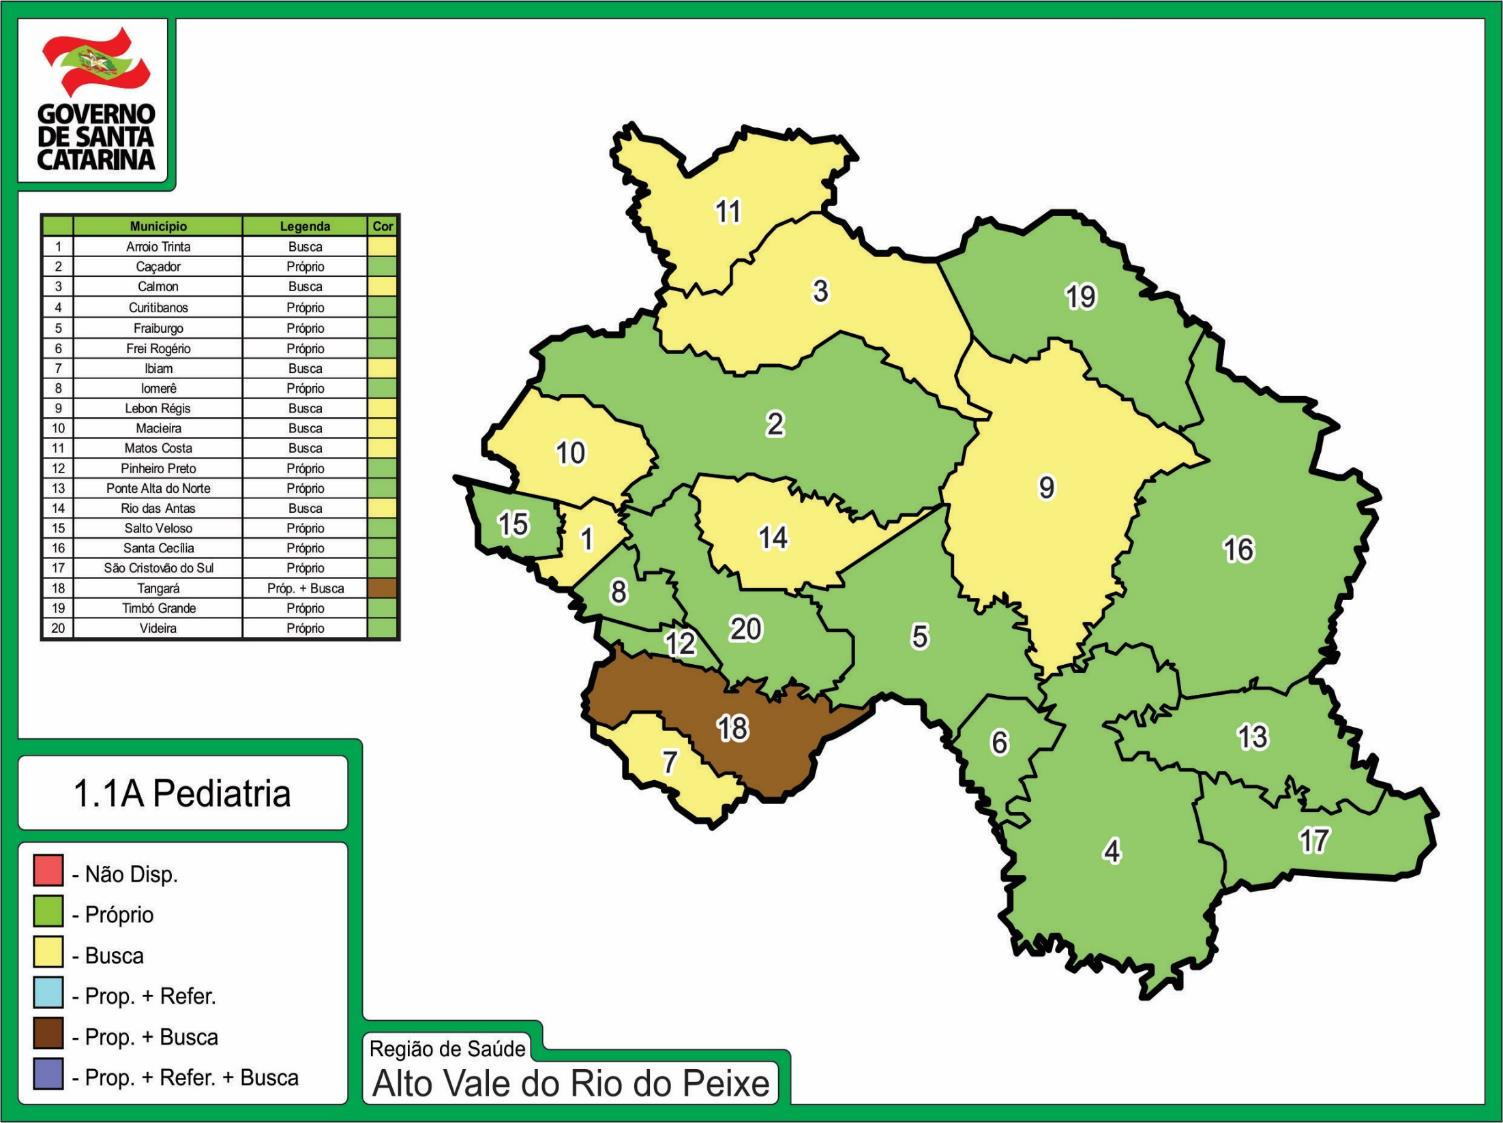 GOVERNO
DE SANTA
CATARINA
Município Legenda Cor
1 Arroio Trinta Busca
2 Caçador Próprio
3 Calmon Busca
4 Curitibanos Próprio
5 Fraiburgo Próprio
6 Frei Rogério Próprio
7 Ibiam Busca
8 Iomerê Próprio
9 Lebon Régis Busca
10 Macieira Busca
11 Matos Costa Busca
12 Pinheiro Preto Próprio
13 Ponte Alta do Norte Próprio
14 Rio das Antas Busca
15 Salto Veloso Próprio
16 Santa Cecília Próprio
17 São Cristovão do Sul Próprio
18 Tangará Próp. + Busca
19 Timbó Grande Próprio
20 Videira Próprio
11
3
19
2
10
9
15
1
14
16
8
20
12
5
18
7
6
13
4
17
1.1A Pediatria
- Não Disp.
- Próprio
- Busca
- Prop. + Refer.
- Prop. + Busca
- Prop. + Refer. + Busca
Região de Saúde
Alto Vale do Rio do Peixe